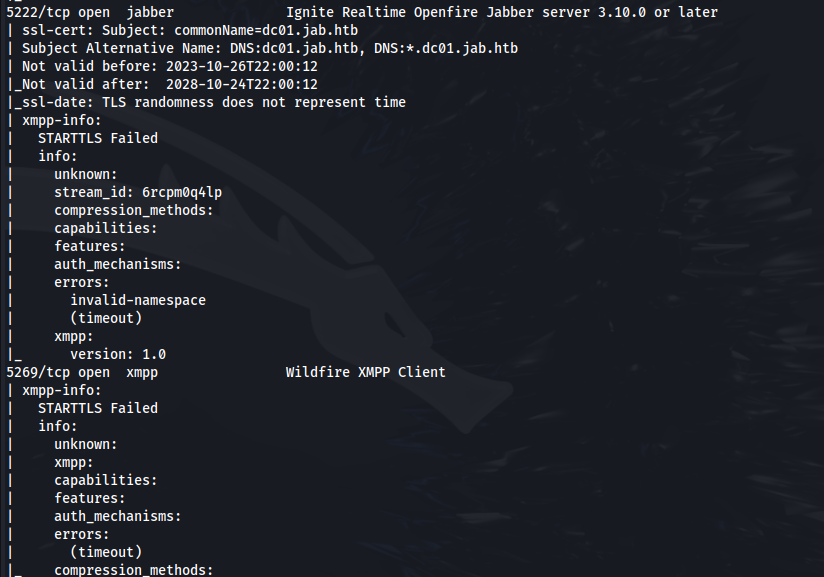 5222/tcp open  jabber              Ignite Realtime Openfire Jabber server 3.10.0 or later
| ssl-cert: Subject: commonName=dc01.jab.htb
| Subject Alternative Name: DNS:dc01.jab.htb, DNS:*.dc01.jab.htb
| Not valid before: 2023-10-26T22:00:12
|_Not valid after:  2028-10-24T22:00:12
|_ssl-date: TLS randomness does not represent time
| xmpp-info:
|   STARTTLS Failed
|   info:
|     unknown:
|     stream_id: 6rcpm0q4lp
|     compression_methods:
|     capabilities:
|     features:
|     auth_mechanisms:
|     errors:
|       invalid-namespace
|       (timeout)
|     xmpp:
|_      version: 1.0
5269/tcp open  xmpp                Wildfire XMPP Client
| xmpp-info:
|   STARTTLS Failed
|   info:
|     unknown:
|     xmpp:
|     capabilities:
|     features:
|     auth_mechanisms:
|     errors:
|       (timeout)
|_    compression_methods: